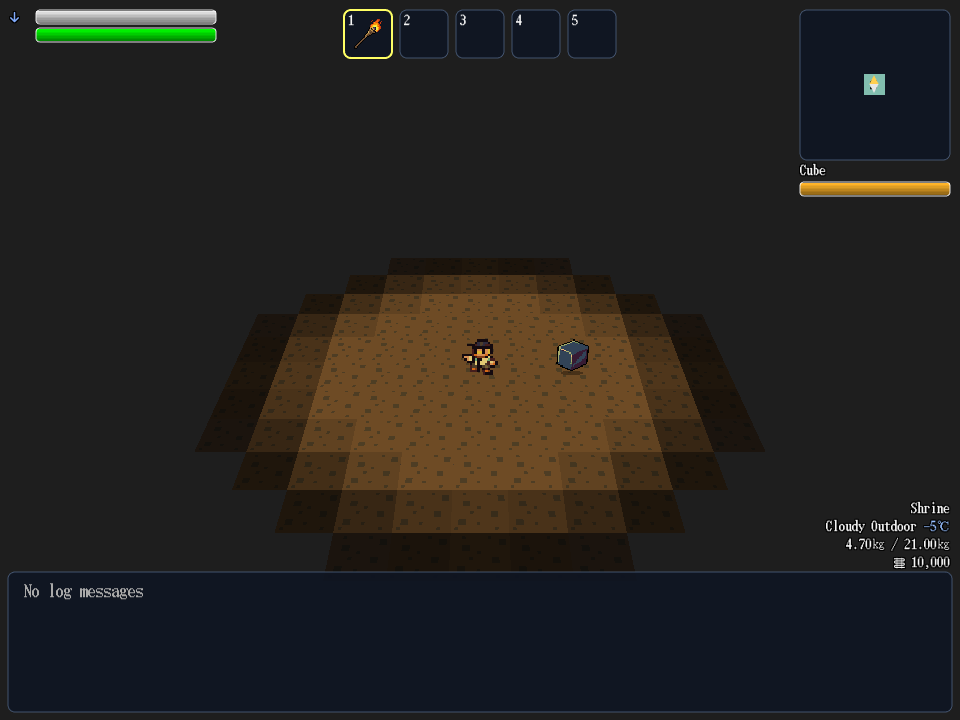 1 2 3 4 5
Cube
Shrine
Cloudy Outdoor -5℃
4.70kg / 21.00kg
10,000
No log messages